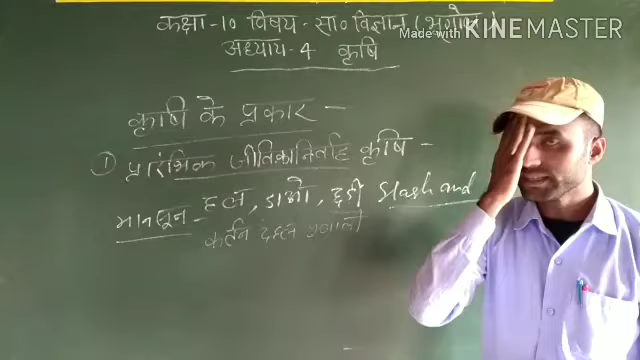 कक्षा-10 विषय-सा० विज्ञान (भूगोल)
Made with KINEMASTER
अध्याय-4 कृषि
कृषि के प्रकार -
① प्रारंभिक जीविकानिर्वाह कृषि -
मानसून - हल, डाओ, छड़ी Slash and
कर्तन दहन प्रणाली